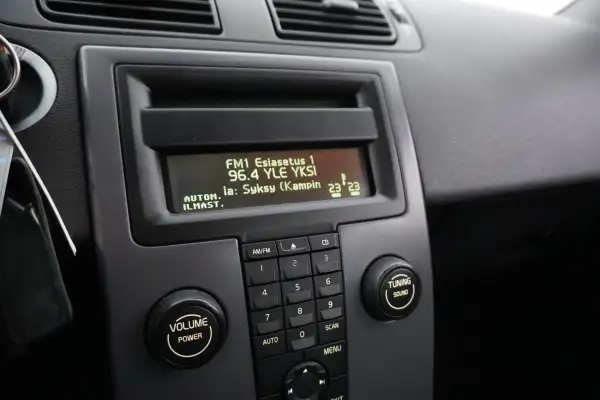 FM1 Esiasetus 1
96.4 YLE YKSI
la: Syksy (Kampin
AUTOM.
ILMAST.
23 23
AM/FM
CD
1 2 3
4 5 6
7 8 9
AUTO 0 SCAN
MENU
VOLUME
POWER
TUNING
SOUND